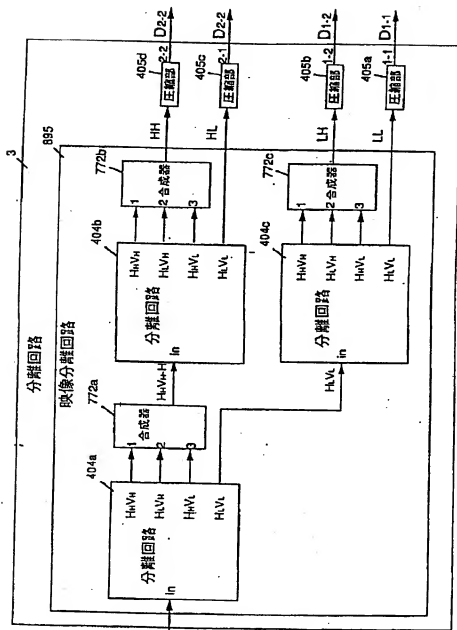 3
分離回路
895
映像分離回路
404a
HHVH
HLVH
HHVL
HLVL
分離回路
In
772a
1
2
3
合成器
HHVH-H
404b
HHVH
HLVH
HHVL
HLVL
分離回路
In
772b
1
2
3
合成器
HH
405d
圧縮部
2-2
D2-2
HL
405c
圧縮部
2-1
D2-2
HLVL
404c
HHVH
HLVH
HHVL
HLVL
分離回路
in
772c
1
2
3
合成器
LH
405b
圧縮部
1-2
D1-2
LL
405a
圧縮部
1-1
D1-1